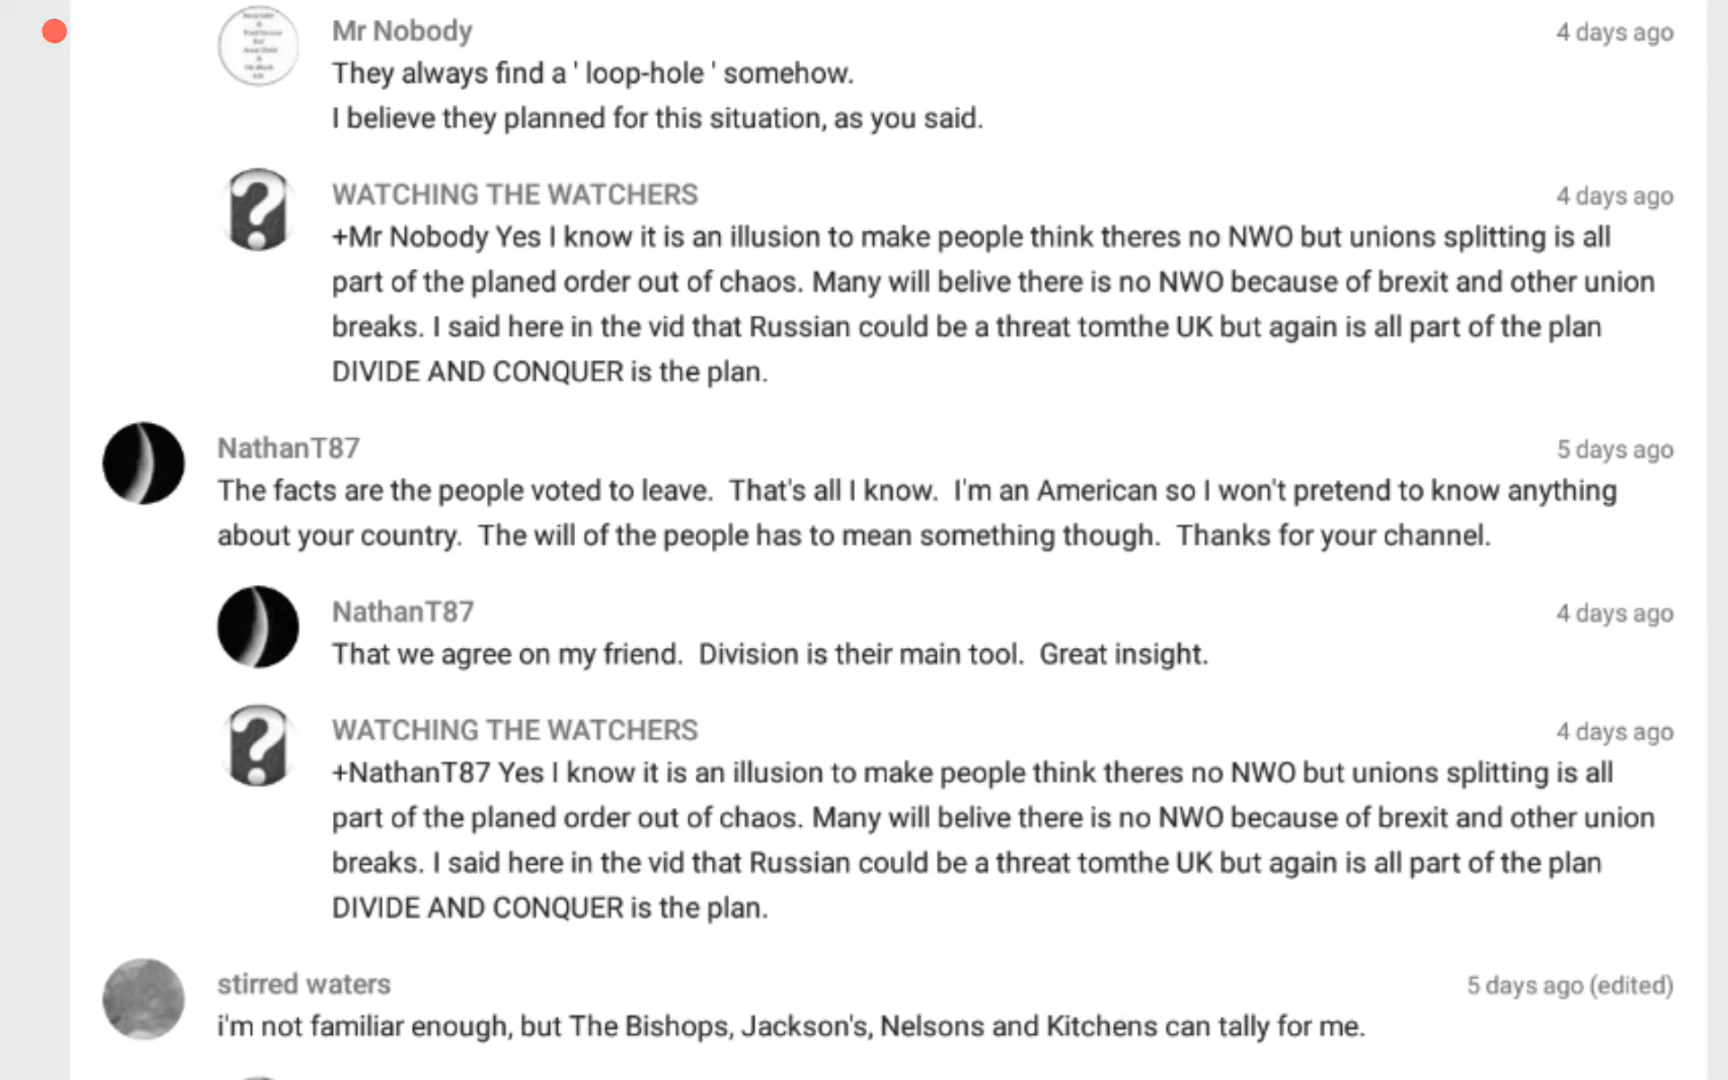 Mr Nobody
4 days ago
They always find a ' loop-hole ' somehow.
I believe they planned for this situation, as you said.
WATCHING THE WATCHERS
4 days ago
+Mr Nobody Yes I know it is an illusion to make people think theres no NWO but unions splitting is all
part of the planed order out of chaos. Many will belive there is no NWO because of brexit and other union
breaks. I said here in the vid that Russian could be a threat tomthe UK but again is all part of the plan
DIVIDE AND CONQUER is the plan.
NathanT87
5 days ago
The facts are the people voted to leave.  That's all I know.  I'm an American so I won't pretend to know anything
about your country.  The will of the people has to mean something though.  Thanks for your channel.
NathanT87
4 days ago
That we agree on my friend.  Division is their main tool.  Great insight.
WATCHING THE WATCHERS
4 days ago
+NathanT87 Yes I know it is an illusion to make people think theres no NWO but unions splitting is all
part of the planed order out of chaos. Many will belive there is no NWO because of brexit and other union
breaks. I said here in the vid that Russian could be a threat tomthe UK but again is all part of the plan
DIVIDE AND CONQUER is the plan.
stirred waters
5 days ago (edited)
i'm not familiar enough, but The Bishops, Jackson's, Nelsons and Kitchens can tally for me.